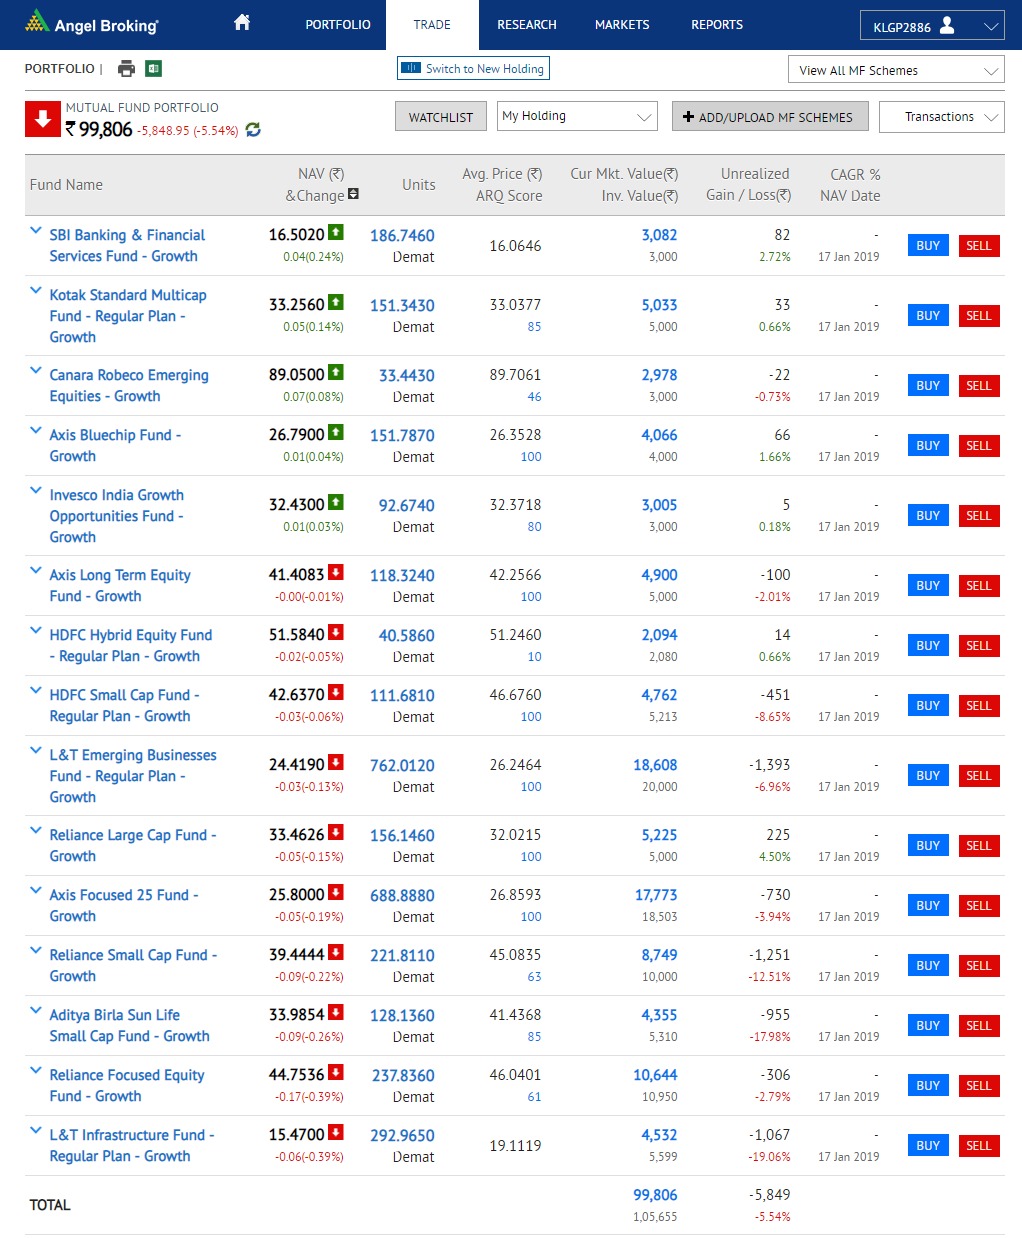 Angel Broking
PORTFOLIO TRADE RESEARCH MARKETS REPORTS KLGP2886
PORTFOLIO | Switch to New Holding View All MF Schemes
MUTUAL FUND PORTFOLIO
₹ 99,806 -5,848.95 (-5.54%) WATCHLIST My Holding + ADD/UPLOAD MF SCHEMES Transactions
Fund Name NAV (₹) &Change Units Avg. Price (₹) ARQ Score Cur Mkt. Value(₹) Inv. Value(₹) Unrealized Gain / Loss(₹) CAGR % NAV Date
SBI Banking & Financial 16.5020 186.7460 16.0646 3,082 82 - BUY SELL
Services Fund - Growth 0.04(0.24%) Demat 3,000 2.72% 17 Jan 2019
Kotak Standard Multicap 33.2560 151.3430 33.0377 5,033 33 - BUY SELL
Fund - Regular Plan - 0.05(0.14%) Demat 85 5,000 0.66% 17 Jan 2019
Growth
Canara Robeco Emerging 89.0500 33.4430 89.7061 2,978 -22 - BUY SELL
Equities - Growth 0.07(0.08%) Demat 46 3,000 -0.73% 17 Jan 2019
Axis Bluechip Fund - 26.7900 151.7870 26.3528 4,066 66 - BUY SELL
Growth 0.01(0.04%) Demat 100 4,000 1.66% 17 Jan 2019
Invesco India Growth 32.4300 92.6740 32.3718 3,005 5 - BUY SELL
Opportunities Fund - 0.01(0.03%) Demat 80 3,000 0.18% 17 Jan 2019
Growth
Axis Long Term Equity 41.4083 118.3240 42.2566 4,900 -100 - BUY SELL
Fund - Growth -0.00(-0.01%) Demat 100 5,000 -2.01% 17 Jan 2019
HDFC Hybrid Equity Fund 51.5840 40.5860 51.2460 2,094 14 - BUY SELL
- Regular Plan - Growth -0.02(-0.05%) Demat 10 2,080 0.66% 17 Jan 2019
HDFC Small Cap Fund - 42.6370 111.6810 46.6760 4,762 -451 - BUY SELL
Regular Plan - Growth -0.03(-0.06%) Demat 100 5,213 -8.65% 17 Jan 2019
L&T Emerging Businesses 24.4190 762.0120 26.2464 18,608 -1,393 - BUY SELL
Fund - Regular Plan - -0.03(-0.13%) Demat 100 20,000 -6.96% 17 Jan 2019
Growth
Reliance Large Cap Fund - 33.4626 156.1460 32.0215 5,225 225 - BUY SELL
Growth -0.05(-0.15%) Demat 100 5,000 4.50% 17 Jan 2019
Axis Focused 25 Fund - 25.8000 688.8880 26.8593 17,773 -730 - BUY SELL
Growth -0.05(-0.19%) Demat 100 18,503 -3.94% 17 Jan 2019
Reliance Small Cap Fund - 39.4444 221.8110 45.0835 8,749 -1,251 - BUY SELL
Growth -0.09(-0.22%) Demat 63 10,000 -12.51% 17 Jan 2019
Aditya Birla Sun Life 33.9854 128.1360 41.4368 4,355 -955 - BUY SELL
Small Cap Fund - Growth -0.09(-0.26%) Demat 85 5,310 -17.98% 17 Jan 2019
Reliance Focused Equity 44.7536 237.8360 46.0401 10,644 -306 - BUY SELL
Fund - Growth -0.17(-0.39%) Demat 61 10,950 -2.79% 17 Jan 2019
L&T Infrastructure Fund - 15.4700 292.9650 19.1119 4,532 -1,067 - BUY SELL
Regular Plan - Growth -0.06(-0.39%) Demat 5,599 -19.06% 17 Jan 2019
TOTAL 99,806 -5,849
1,05,655 -5.54%